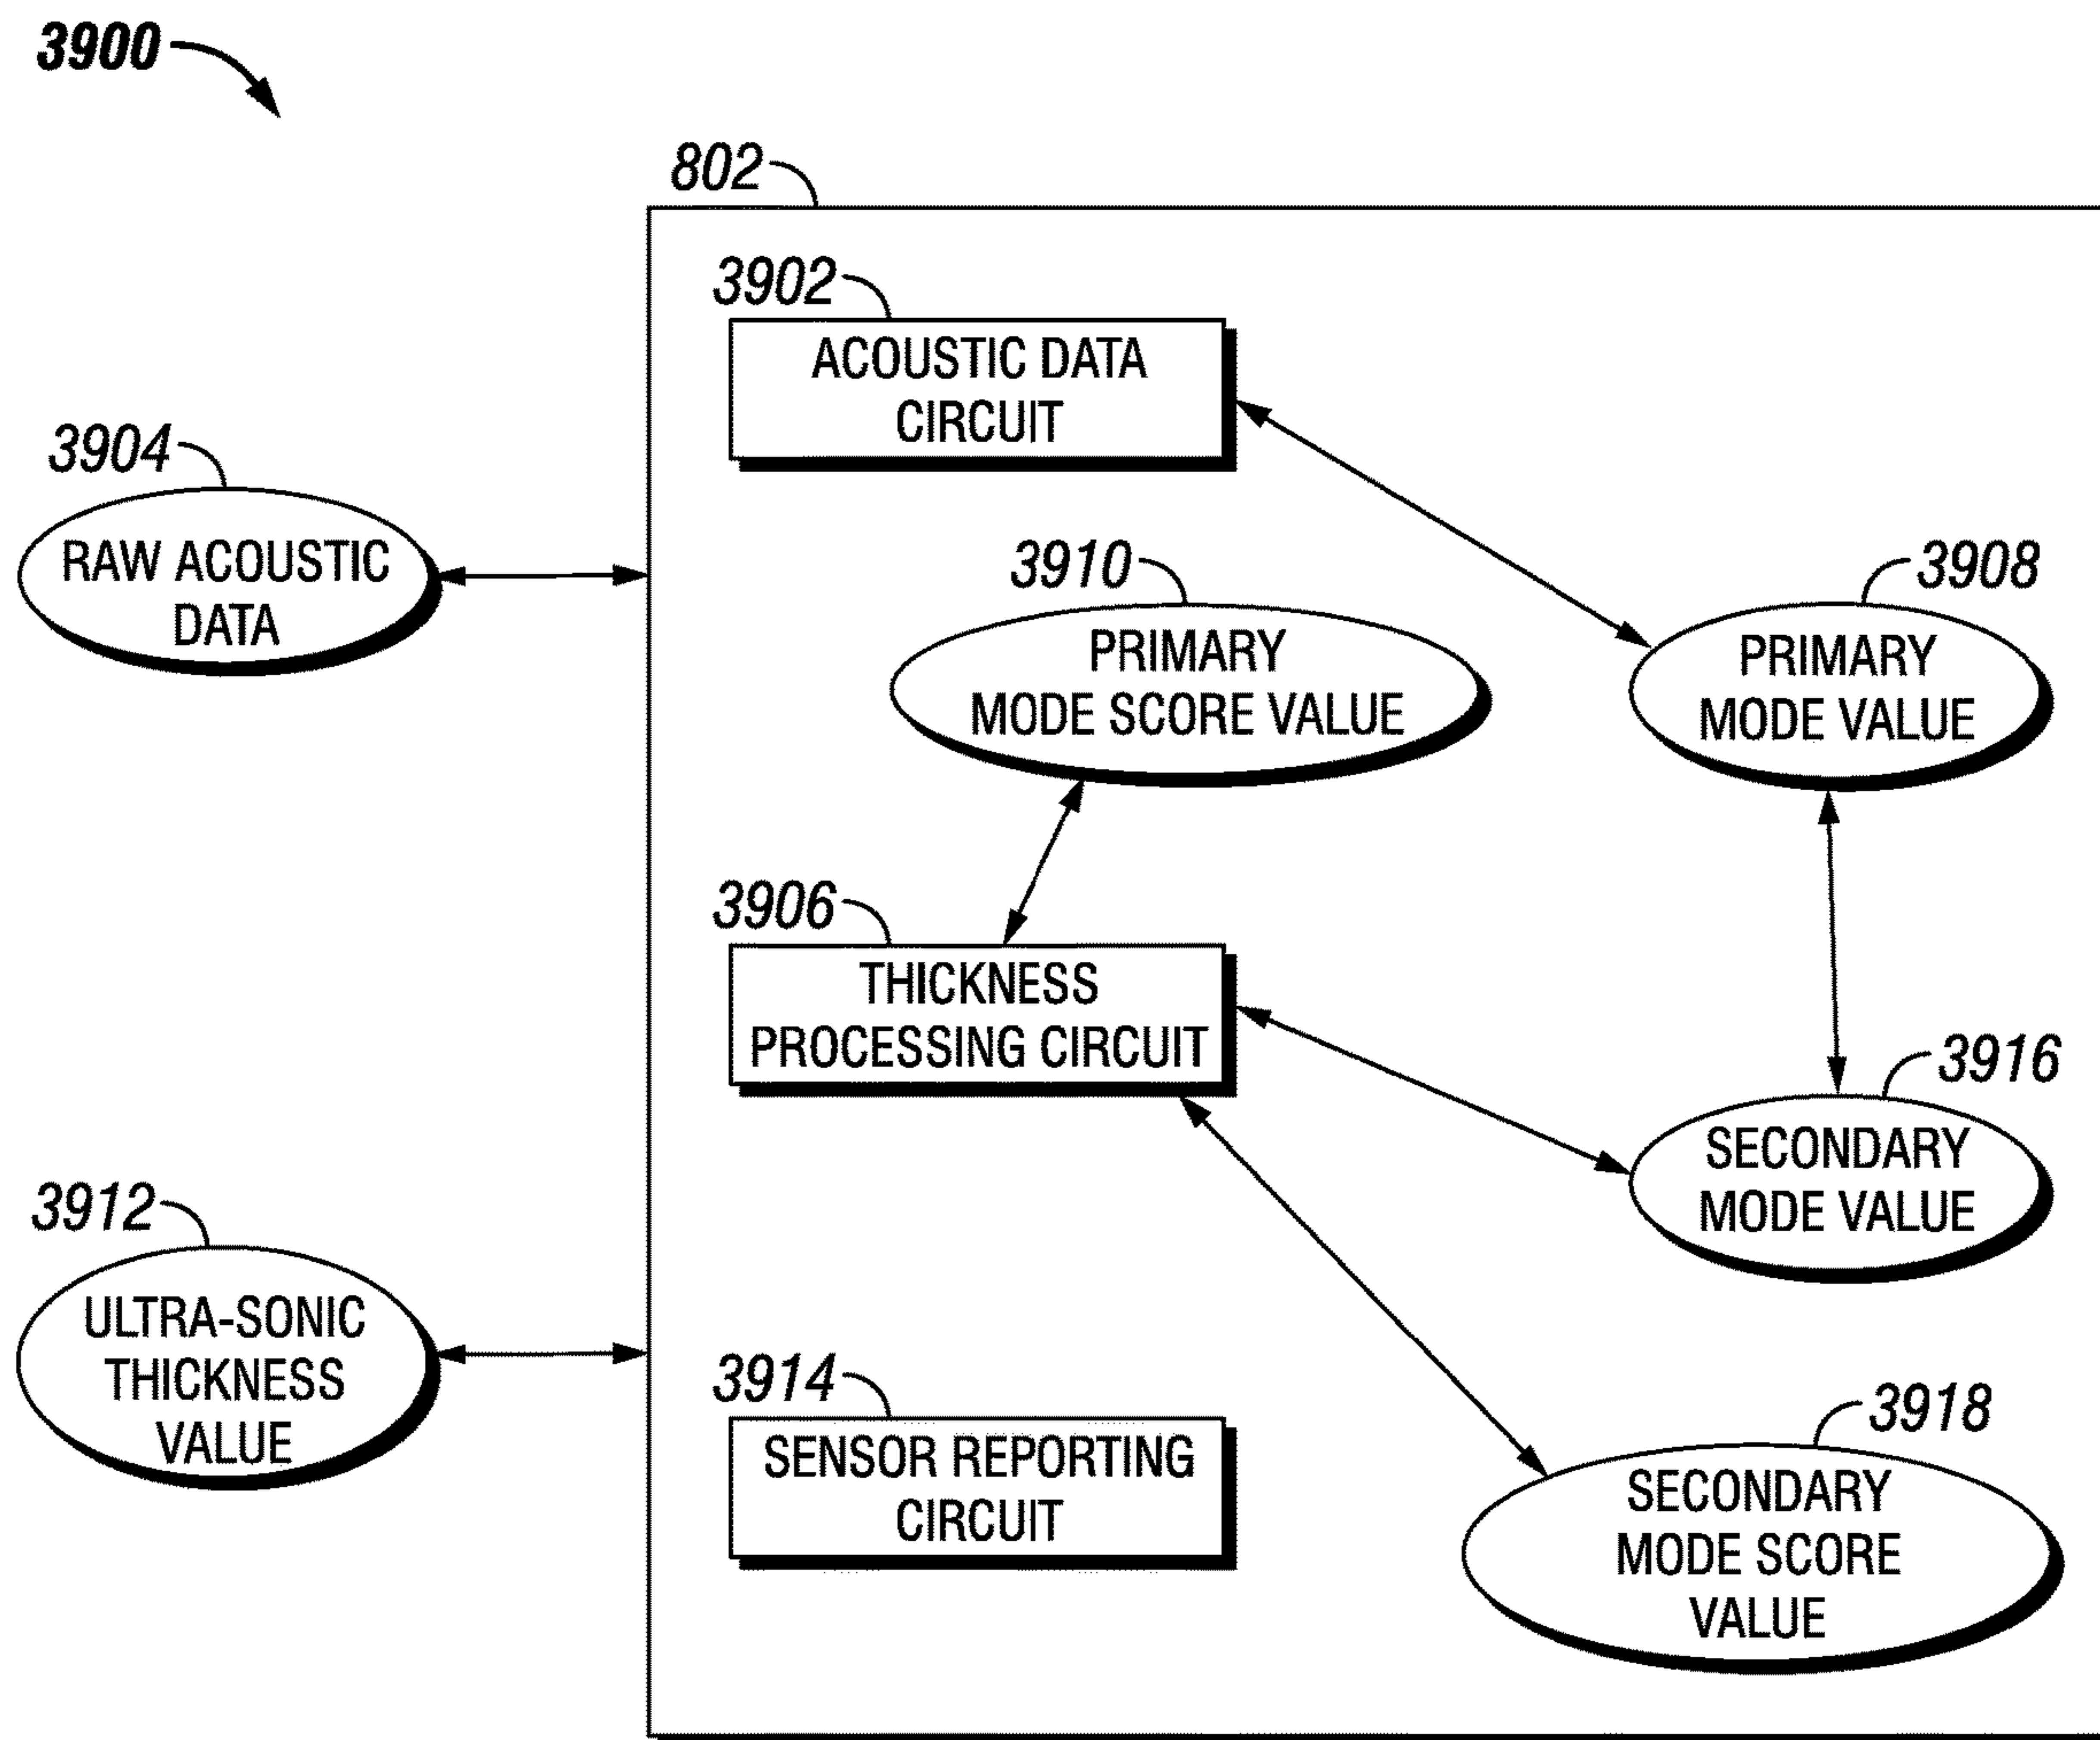 3900
802
3902
ACOUSTIC DATA
CIRCUIT
3904
RAW ACOUSTIC
DATA
3910
PRIMARY
MODE SCORE VALUE
3908
PRIMARY
MODE VALUE
3906
THICKNESS
PROCESSING CIRCUIT
3916
SECONDARY
MODE VALUE
3912
ULTRA-SONIC
THICKNESS
VALUE
3914
SENSOR REPORTING
CIRCUIT
3918
SECONDARY
MODE SCORE
VALUE